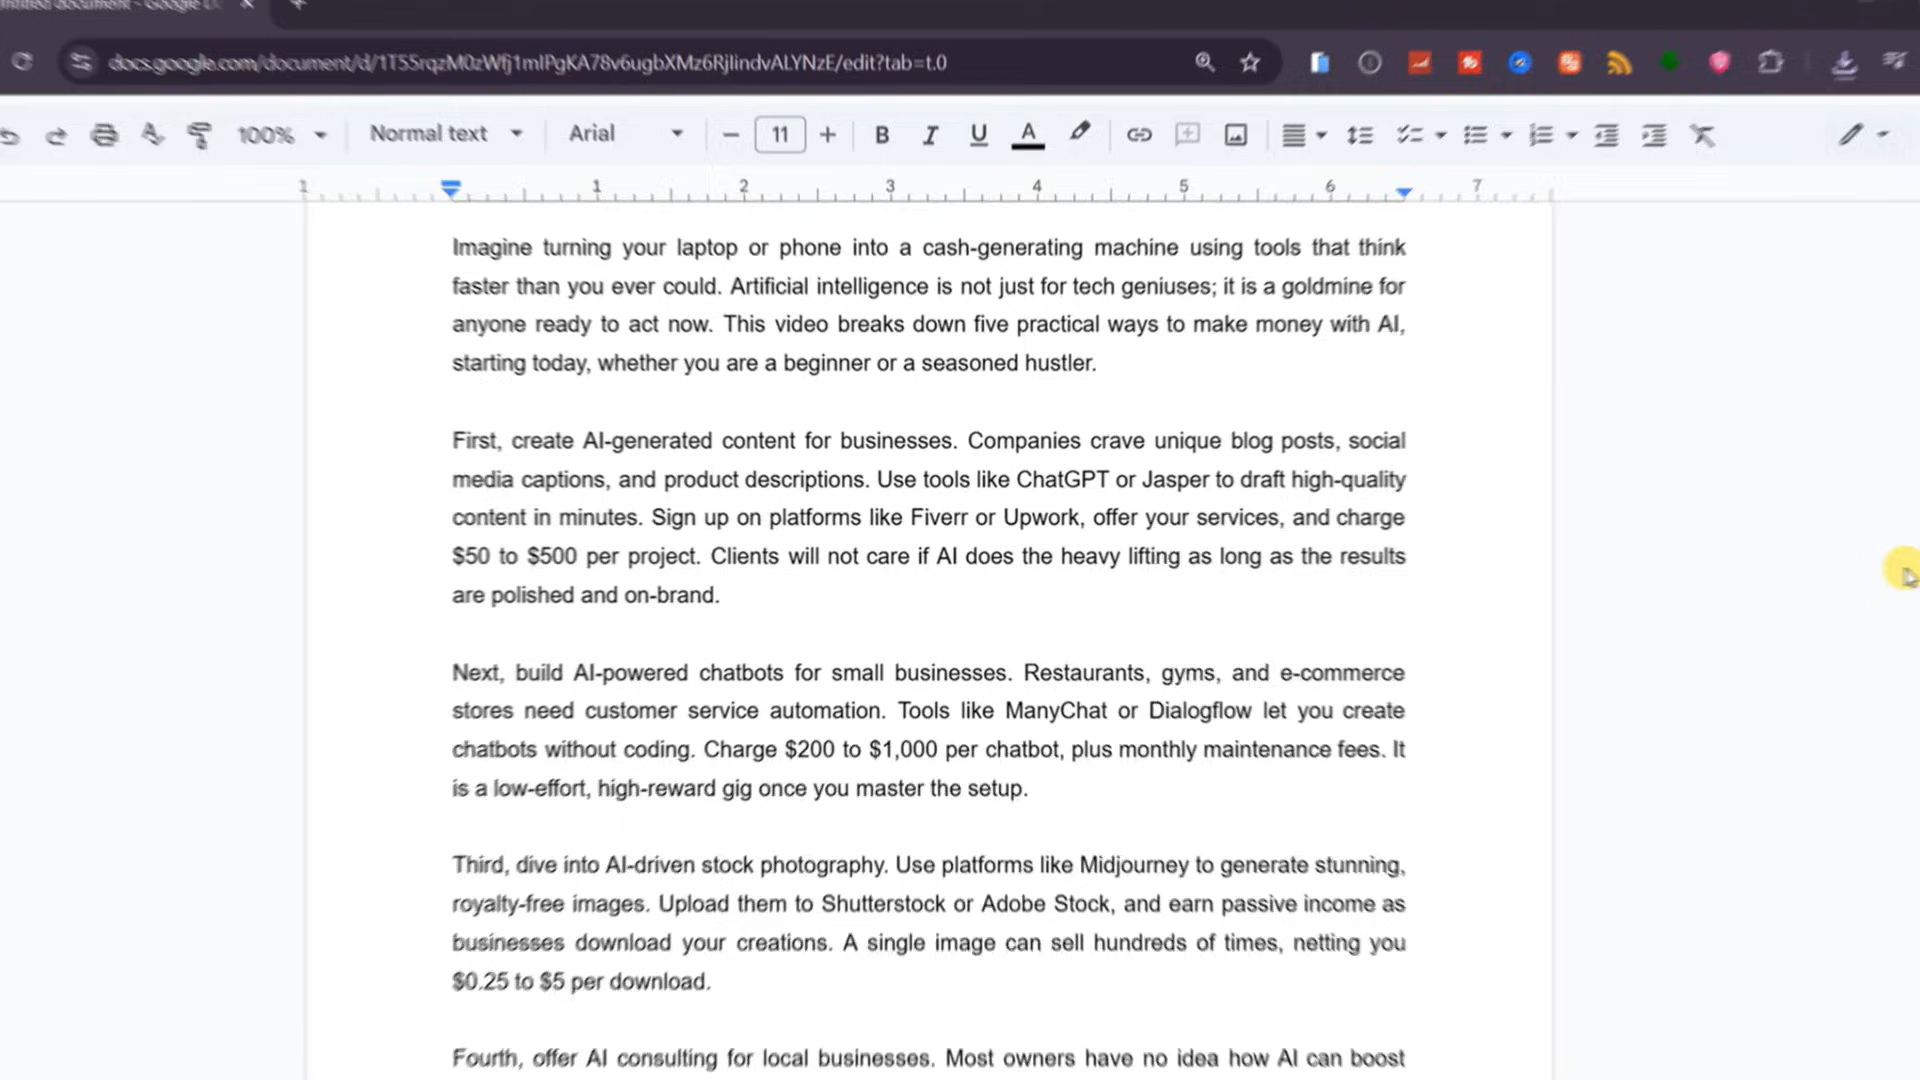 docs.google.com/document/d/1T55rqzM0zWfj1mIPgKA78v6ugbXMz6RjlindvALYNzE/edit?tab=t.0
100% Normal text Arial 11 B I U A
1 1 2 3 4 5 6 7
Imagine turning your laptop or phone into a cash-generating machine using tools that think
faster than you ever could. Artificial intelligence is not just for tech geniuses; it is a goldmine for
anyone ready to act now. This video breaks down five practical ways to make money with AI,
starting today, whether you are a beginner or a seasoned hustler.
First, create AI-generated content for businesses. Companies crave unique blog posts, social
media captions, and product descriptions. Use tools like ChatGPT or Jasper to draft high-quality
content in minutes. Sign up on platforms like Fiverr or Upwork, offer your services, and charge
$50 to $500 per project. Clients will not care if AI does the heavy lifting as long as the results
are polished and on-brand.
Next, build AI-powered chatbots for small businesses. Restaurants, gyms, and e-commerce
stores need customer service automation. Tools like ManyChat or Dialogflow let you create
chatbots without coding. Charge $200 to $1,000 per chatbot, plus monthly maintenance fees. It
is a low-effort, high-reward gig once you master the setup.
Third, dive into AI-driven stock photography. Use platforms like Midjourney to generate stunning,
royalty-free images. Upload them to Shutterstock or Adobe Stock, and earn passive income as
businesses download your creations. A single image can sell hundreds of times, netting you
$0.25 to $5 per download.
Fourth, offer AI consulting for local businesses. Most owners have no idea how AI can boost